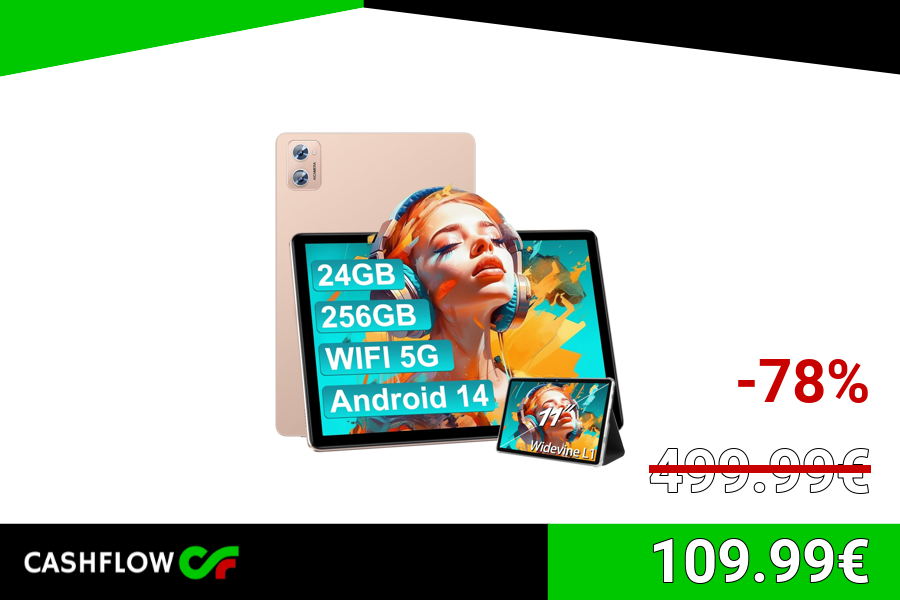 24GB
256GB
WIFI 5G
Android 14
11"
Widevine L1
-78%
499.99€
CASHFLOW
109.99€